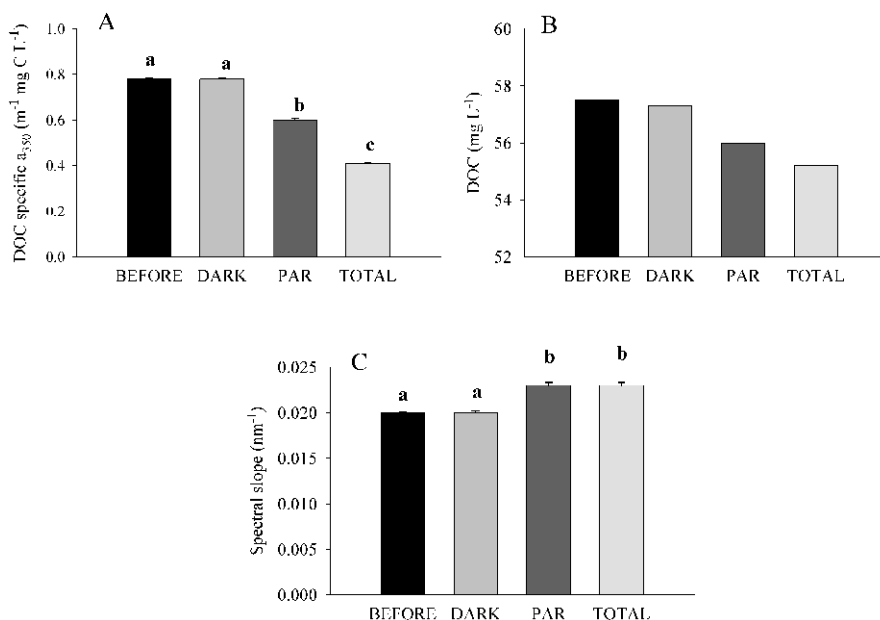 A
DOC specific a350 (m-1 mg C L-1)
1.0
0.8
0.6
0.4
0.2
0.0
a
a
b
c
BEFORE DARK PAR TOTAL
B
DOC (mg L-1)
60
58
56
54
52
BEFORE DARK PAR TOTAL
C
Spectral slope (nm-1)
0.025
0.020
0.015
0.010
0.005
0.000
a
a
b
b
BEFORE DARK PAR TOTAL